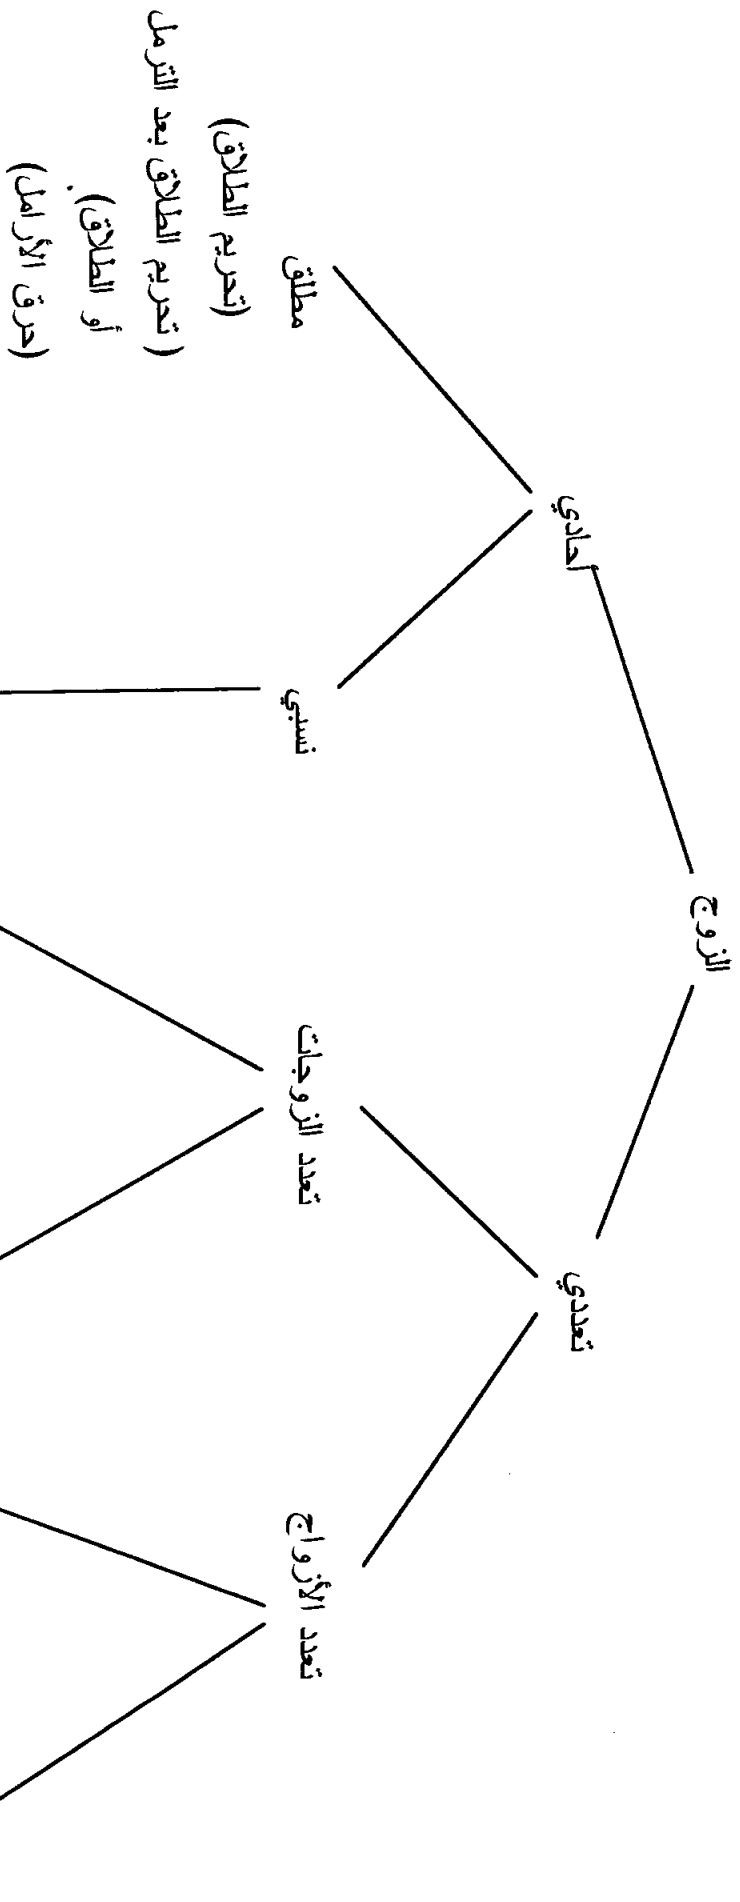 الزوج
أحادي
تعددي
مطلق
نسبي
تعدد الزوجات
تعدد الأزواج
(تحريم الطلاق)
(تحريم الطلاق بعد الترمل
أو الطلاق).
(حرق الأرامل)